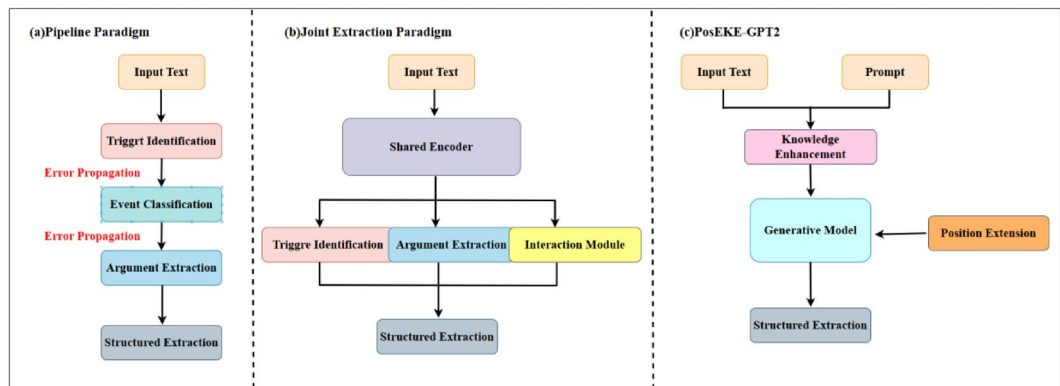 (a)Pipeline Paradigm
Input Text
Triggrt Identification
Error Propagation
Event Classification
Error Propagation
Argument Extraction
Structured Extraction
(b)Joint Extraction Paradigm
Input Text
Shared Encoder
Triggre Identification
Argument Extraction
Interaction Module
Structured Extraction
(c)PosEKE-GPT2
Input Text
Prompt
Knowledge
Enhancement
Generative Model
Position Extension
Structured Extraction